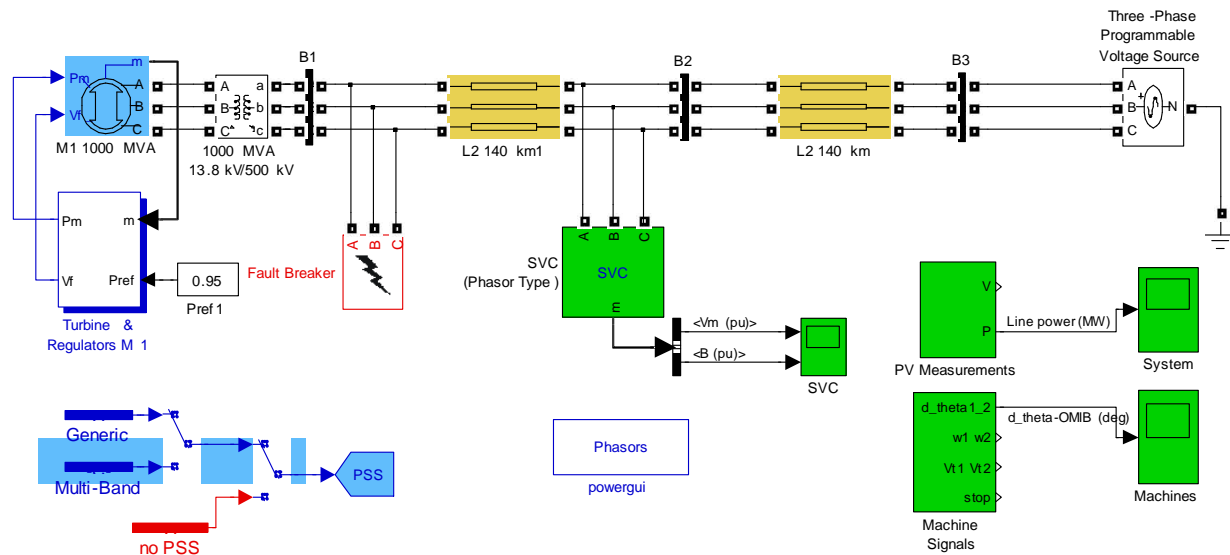 Three -Phase
Programmable
Voltage Source
B1
B2
B3
m
Pm
Vf
A
B
C
M1 1000 MVA
A
B
C
a
b
c
1000 MVA
13.8 kV/500 kV
L2 140 km1
L2 140 km
A
B
C
N
Pm
m
Vf
Pref
0.95
Pref 1
Turbine &
Regulators M 1
Fault Breaker
A
B
C
SVC
(Phasor Type )
A
B
C
SVC
m
<Vm (pu)>
<B (pu)>
SVC
V
P
Line power (MW)
PV Measurements
System
d_theta1_2
w1 w2
Vt1 Vt2
stop
d_theta-OMIB (deg)
Machine
Signals
Machines
Generic
Multi-Band
no PSS
PSS
Phasors
powergui